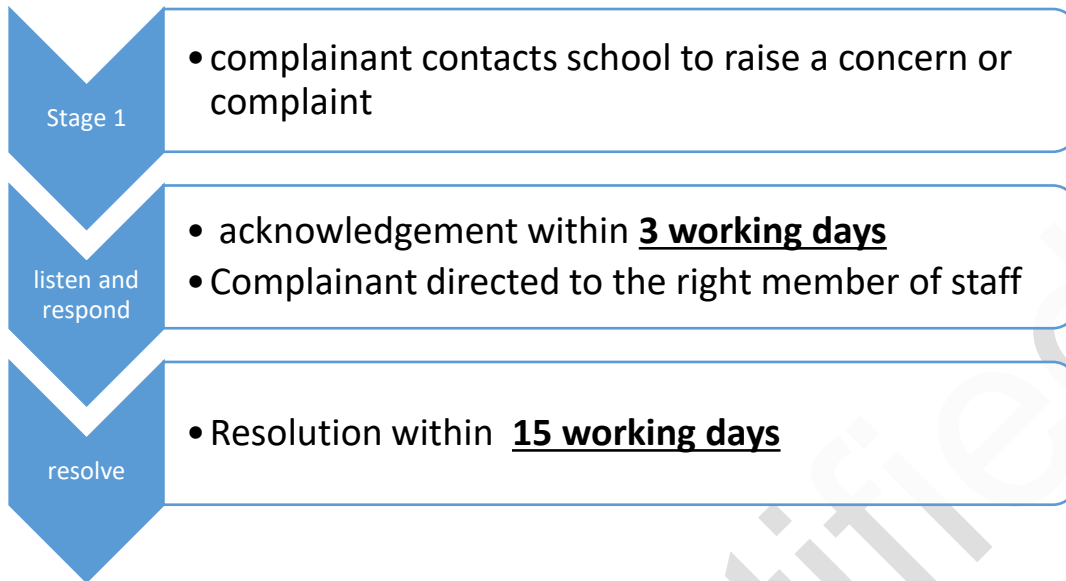 Stage 1
• complainant contacts school to raise a concern or
complaint
listen and
respond
• acknowledgement within 3 working days
• Complainant directed to the right member of staff
resolve
• Resolution within 15 working days